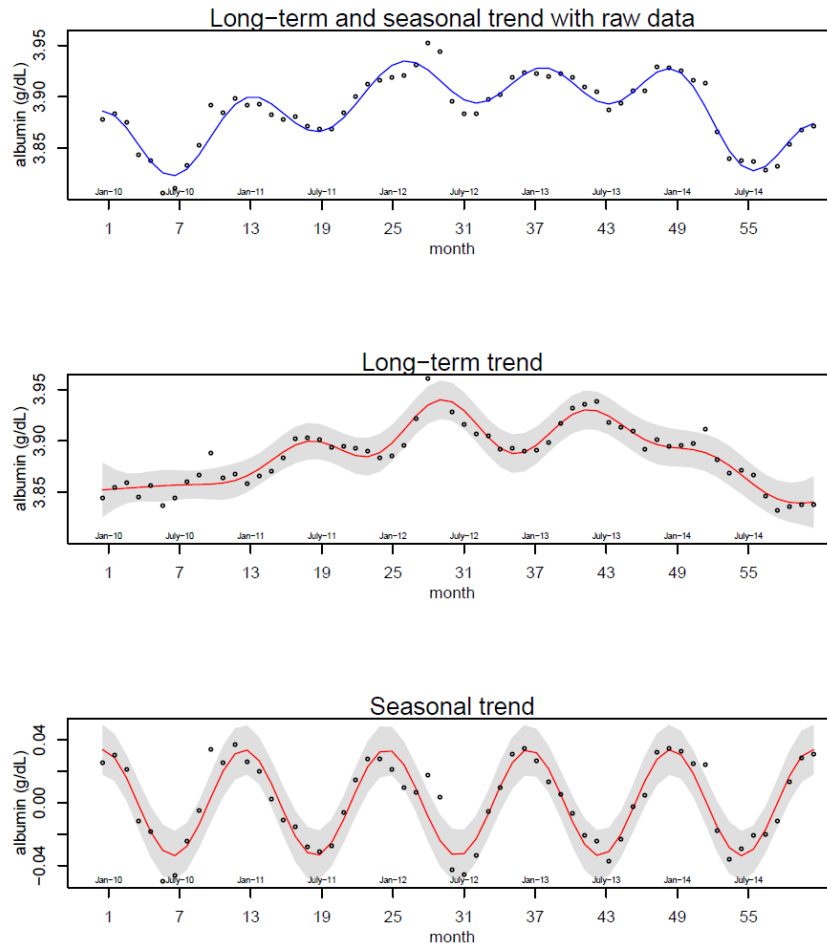 Long-term and seasonal trend with raw data
albumin (g/dL)
3.95
3.90
3.85
Jan-10 July-10 Jan-11 July-11 Jan-12 July-12 Jan-13 July-13 Jan-14 July-14
1 7 13 19 25 31 37 43 49 55
month
Long-term trend
albumin (g/dL)
3.95
3.90
3.85
Jan-10 July-10 Jan-11 July-11 Jan-12 July-12 Jan-13 July-13 Jan-14 July-14
1 7 13 19 25 31 37 43 49 55
month
Seasonal trend
albumin (g/dL)
0.04
0.00
-0.04
Jan-10 July-10 Jan-11 July-11 Jan-12 July-12 Jan-13 July-13 Jan-14 July-14
1 7 13 19 25 31 37 43 49 55
month